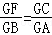 GF/GB = GC/GA